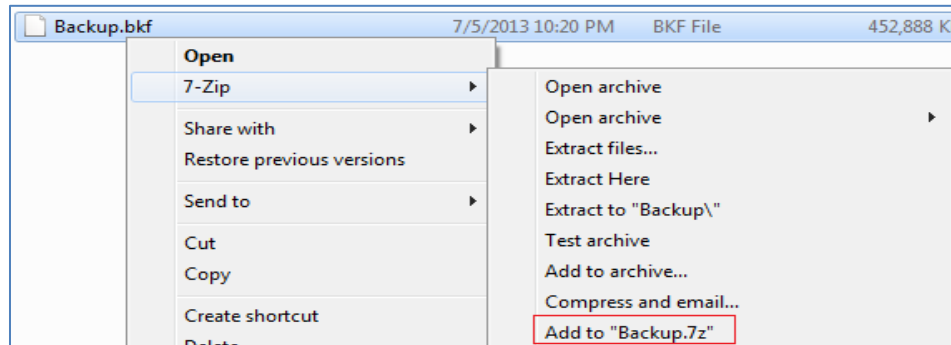 Backup.bkf 7/5/2013 10:20 PM BKF File 452,888 K
Open
7-Zip
Share with
Restore previous versions
Send to
Cut
Copy
Create shortcut
Open archive
Open archive
Extract files...
Extract Here
Extract to "Backup\"
Test archive
Add to archive...
Compress and email...
Add to "Backup.7z"